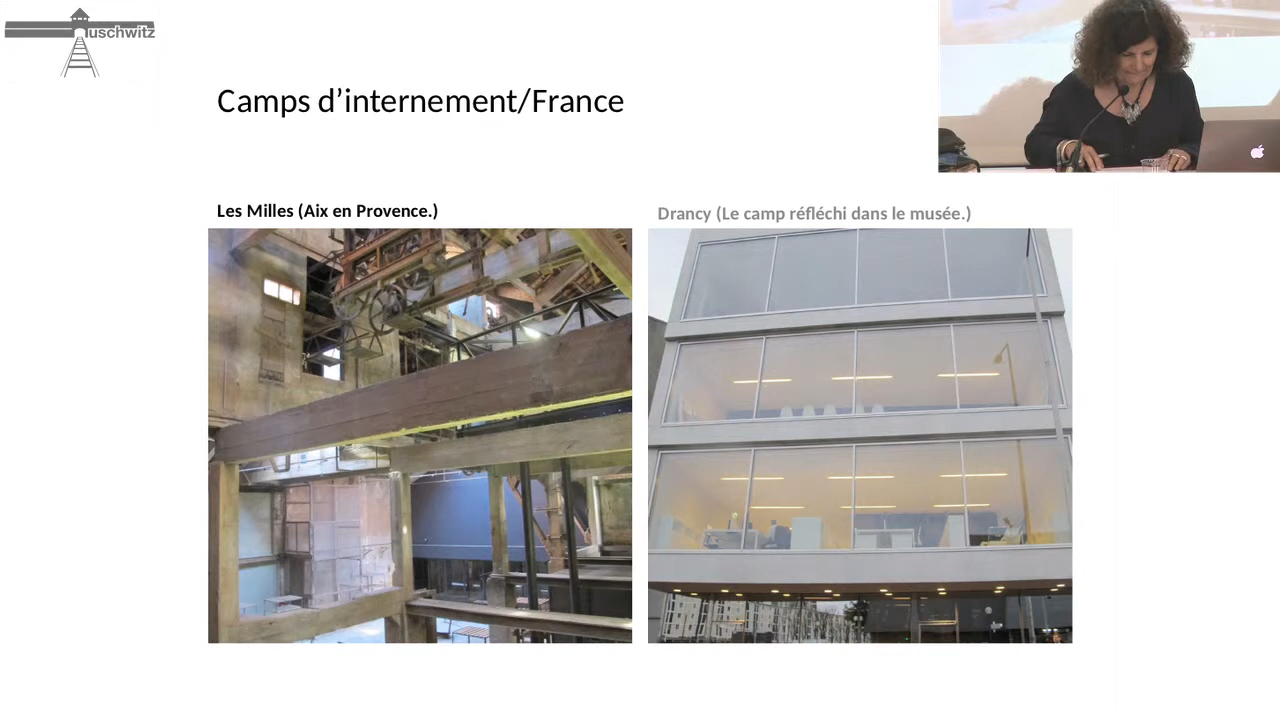 uschwitz
Camps d’internement/France
Les Milles (Aix en Provence.)
Drancy (Le camp réfléchi dans le musée.)